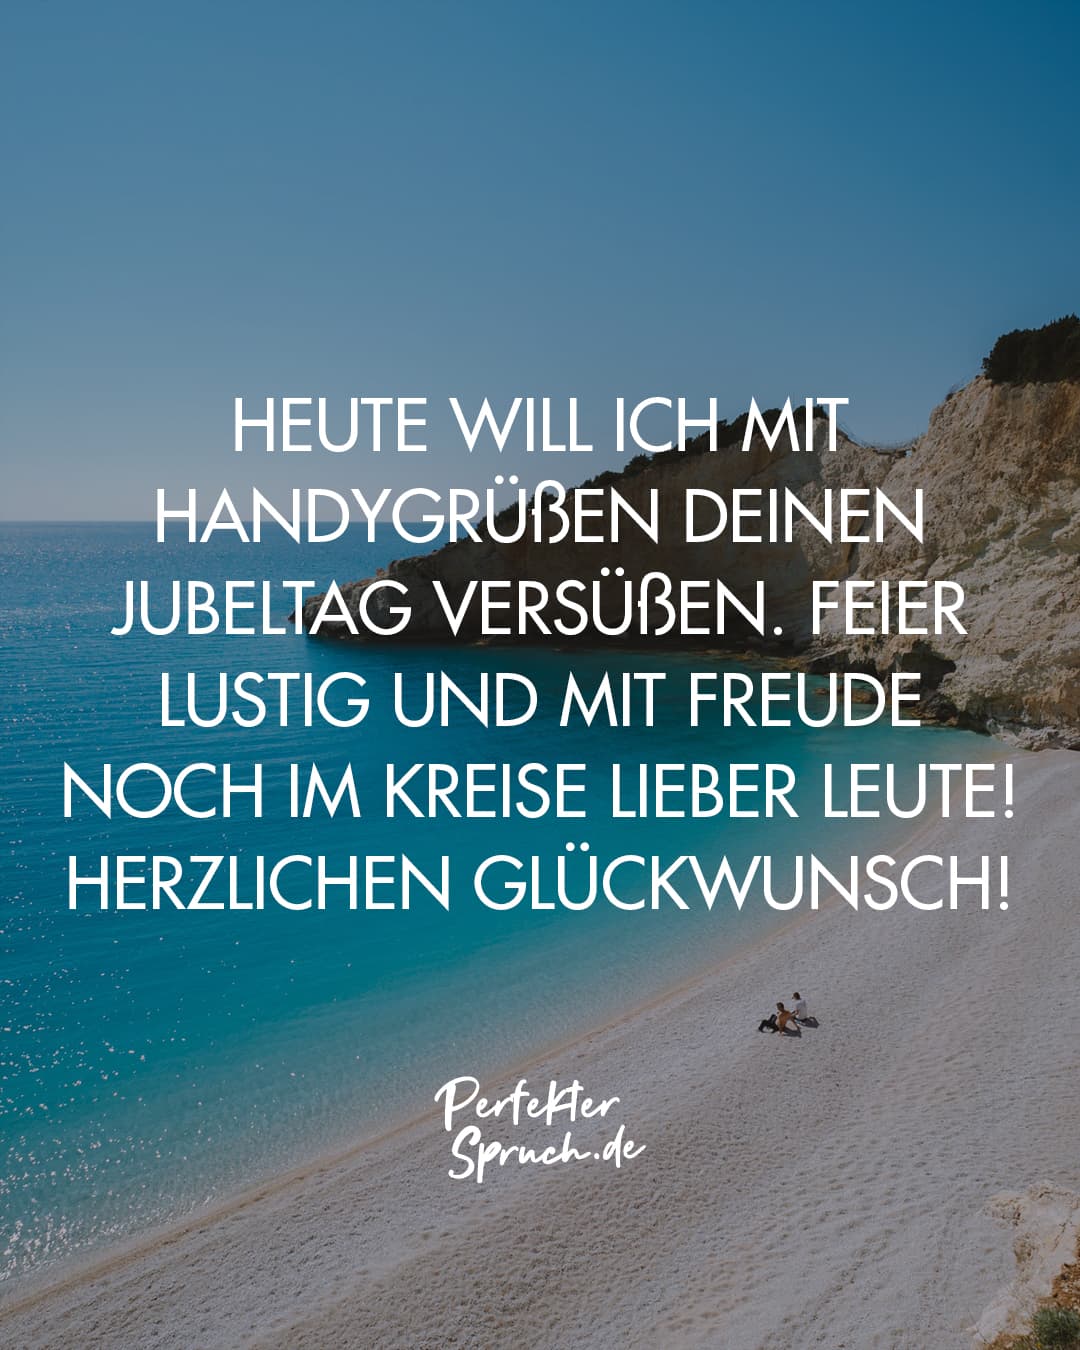 HEUTE WILL ICH MIT
HANDYGRÜßEN DEINEN
JUBELTAG VERSÜßEN. FEIER
LUSTIG UND MIT FREUDE
NOCH IM KREISE LIEBER LEUTE!
HERZLICHEN GLÜCKWUNSCH!
Perfekter
Spruch.de